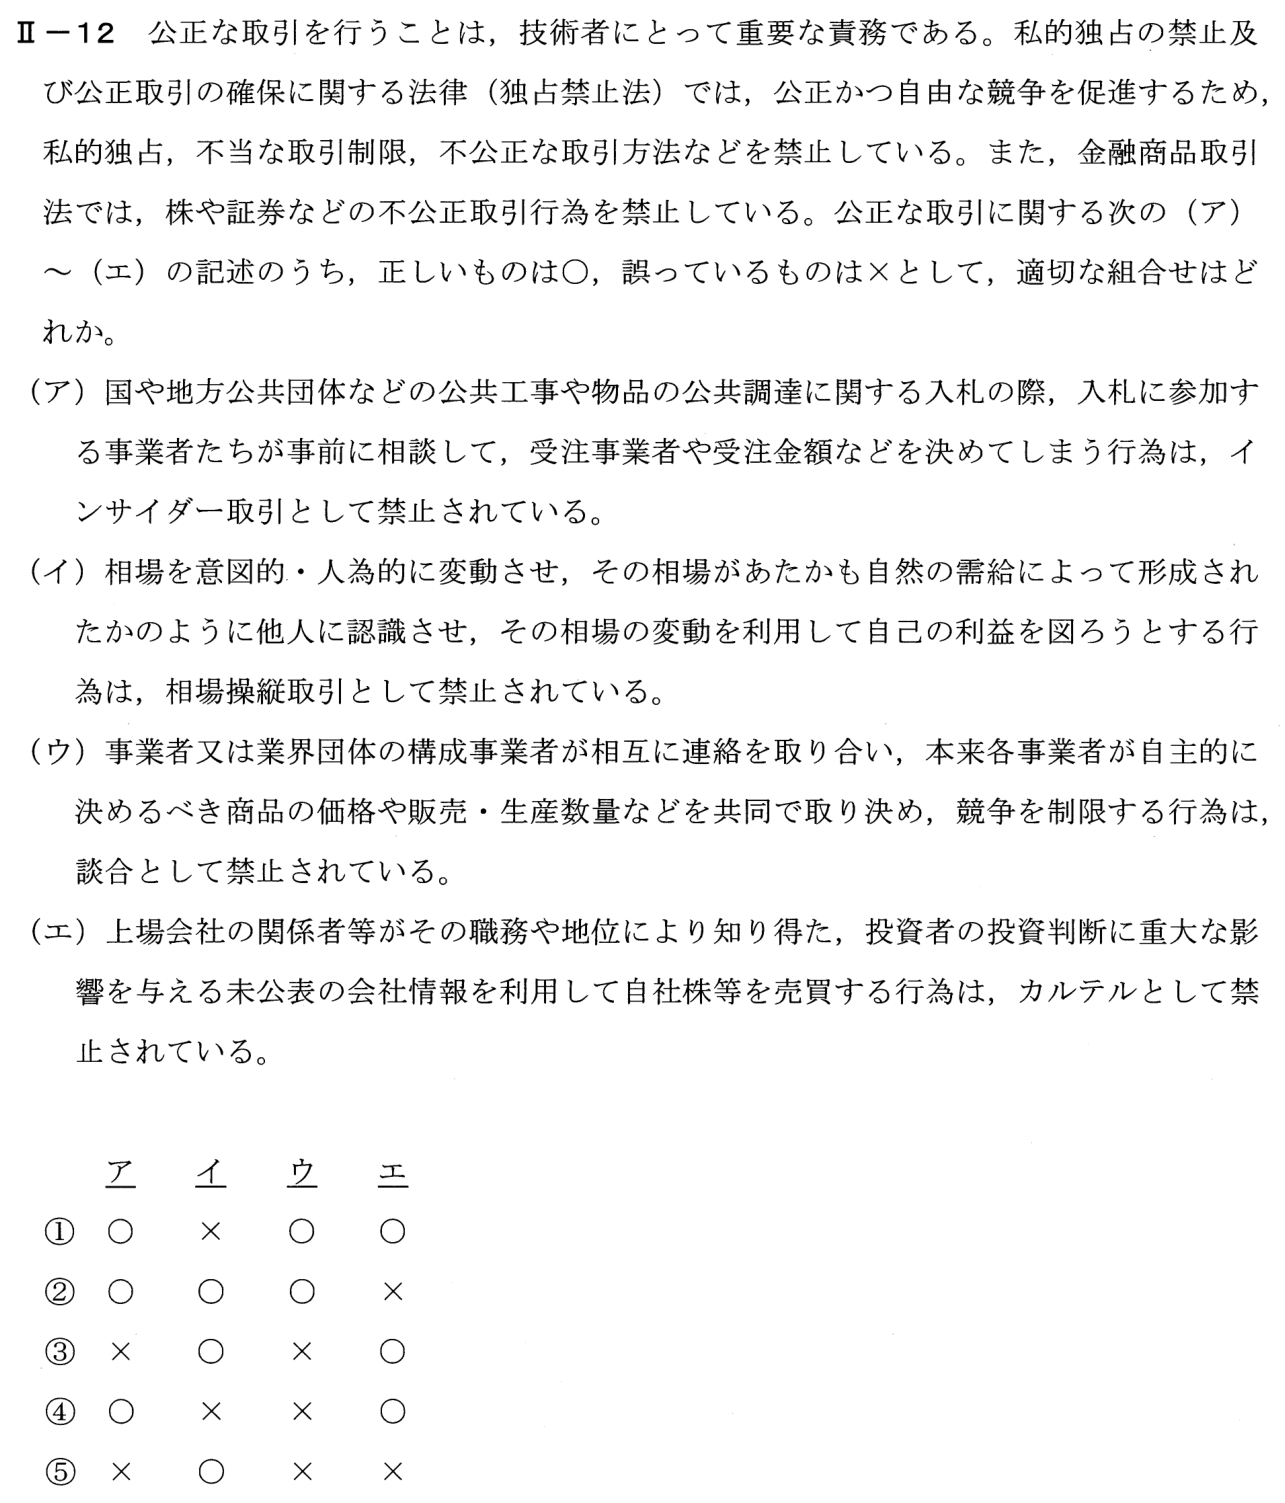 Ⅱ－12　公正な取引を行うことは，技術者にとって重要な責務である。私的独占の禁止及
び公正取引の確保に関する法律（独占禁止法）では，公正かつ自由な競争を促進するため，
私的独占，不当な取引制限，不公正な取引方法などを禁止している。また，金融商品取引
法では，株や証券などの不公正取引行為を禁止している。公正な取引に関する次の（ア）
～（エ）の記述のうち，正しいものは○，誤っているものは×として，適切な組合せはど
れか。
（ア）国や地方公共団体などの公共工事や物品の公共調達に関する入札の際，入札に参加す
る事業者たちが事前に相談して，受注事業者や受注金額などを決めてしまう行為は，イ
ンサイダー取引として禁止されている。
（イ）相場を意図的・人為的に変動させ，その相場があたかも自然の需給によって形成され
たかのように他人に認識させ，その相場の変動を利用して自己の利益を図ろうとする行
為は，相場操縦取引として禁止されている。
（ウ）事業者又は業界団体の構成事業者が相互に連絡を取り合い，本来各事業者が自主的に
決めるべき商品の価格や販売・生産数量などを共同で取り決め，競争を制限する行為は，
談合として禁止されている。
（エ）上場会社の関係者等がその職務や地位により知り得た，投資者の投資判断に重大な影
響を与える未公表の会社情報を利用して自社株等を売買する行為は，カルテルとして禁
止されている。
ア　イ　ウ　エ
①　○　×　○　○
②　○　○　○　×
③　×　○　×　○
④　○　×　×　○
⑤　×　○　×　×